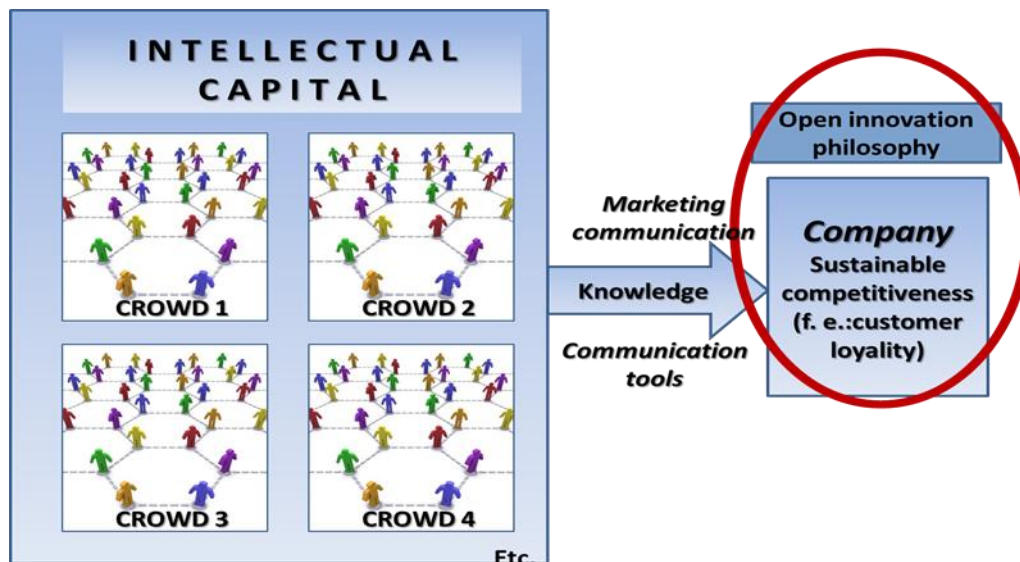 INTELLECTUAL
CAPITAL
CROWD 1
CROWD 2
CROWD 3
CROWD 4
Etc.
Marketing
communication
Knowledge
Communication
tools
Open innovation
philosophy
Company
Sustainable
competitiveness
(f. e.:customer
loyality)